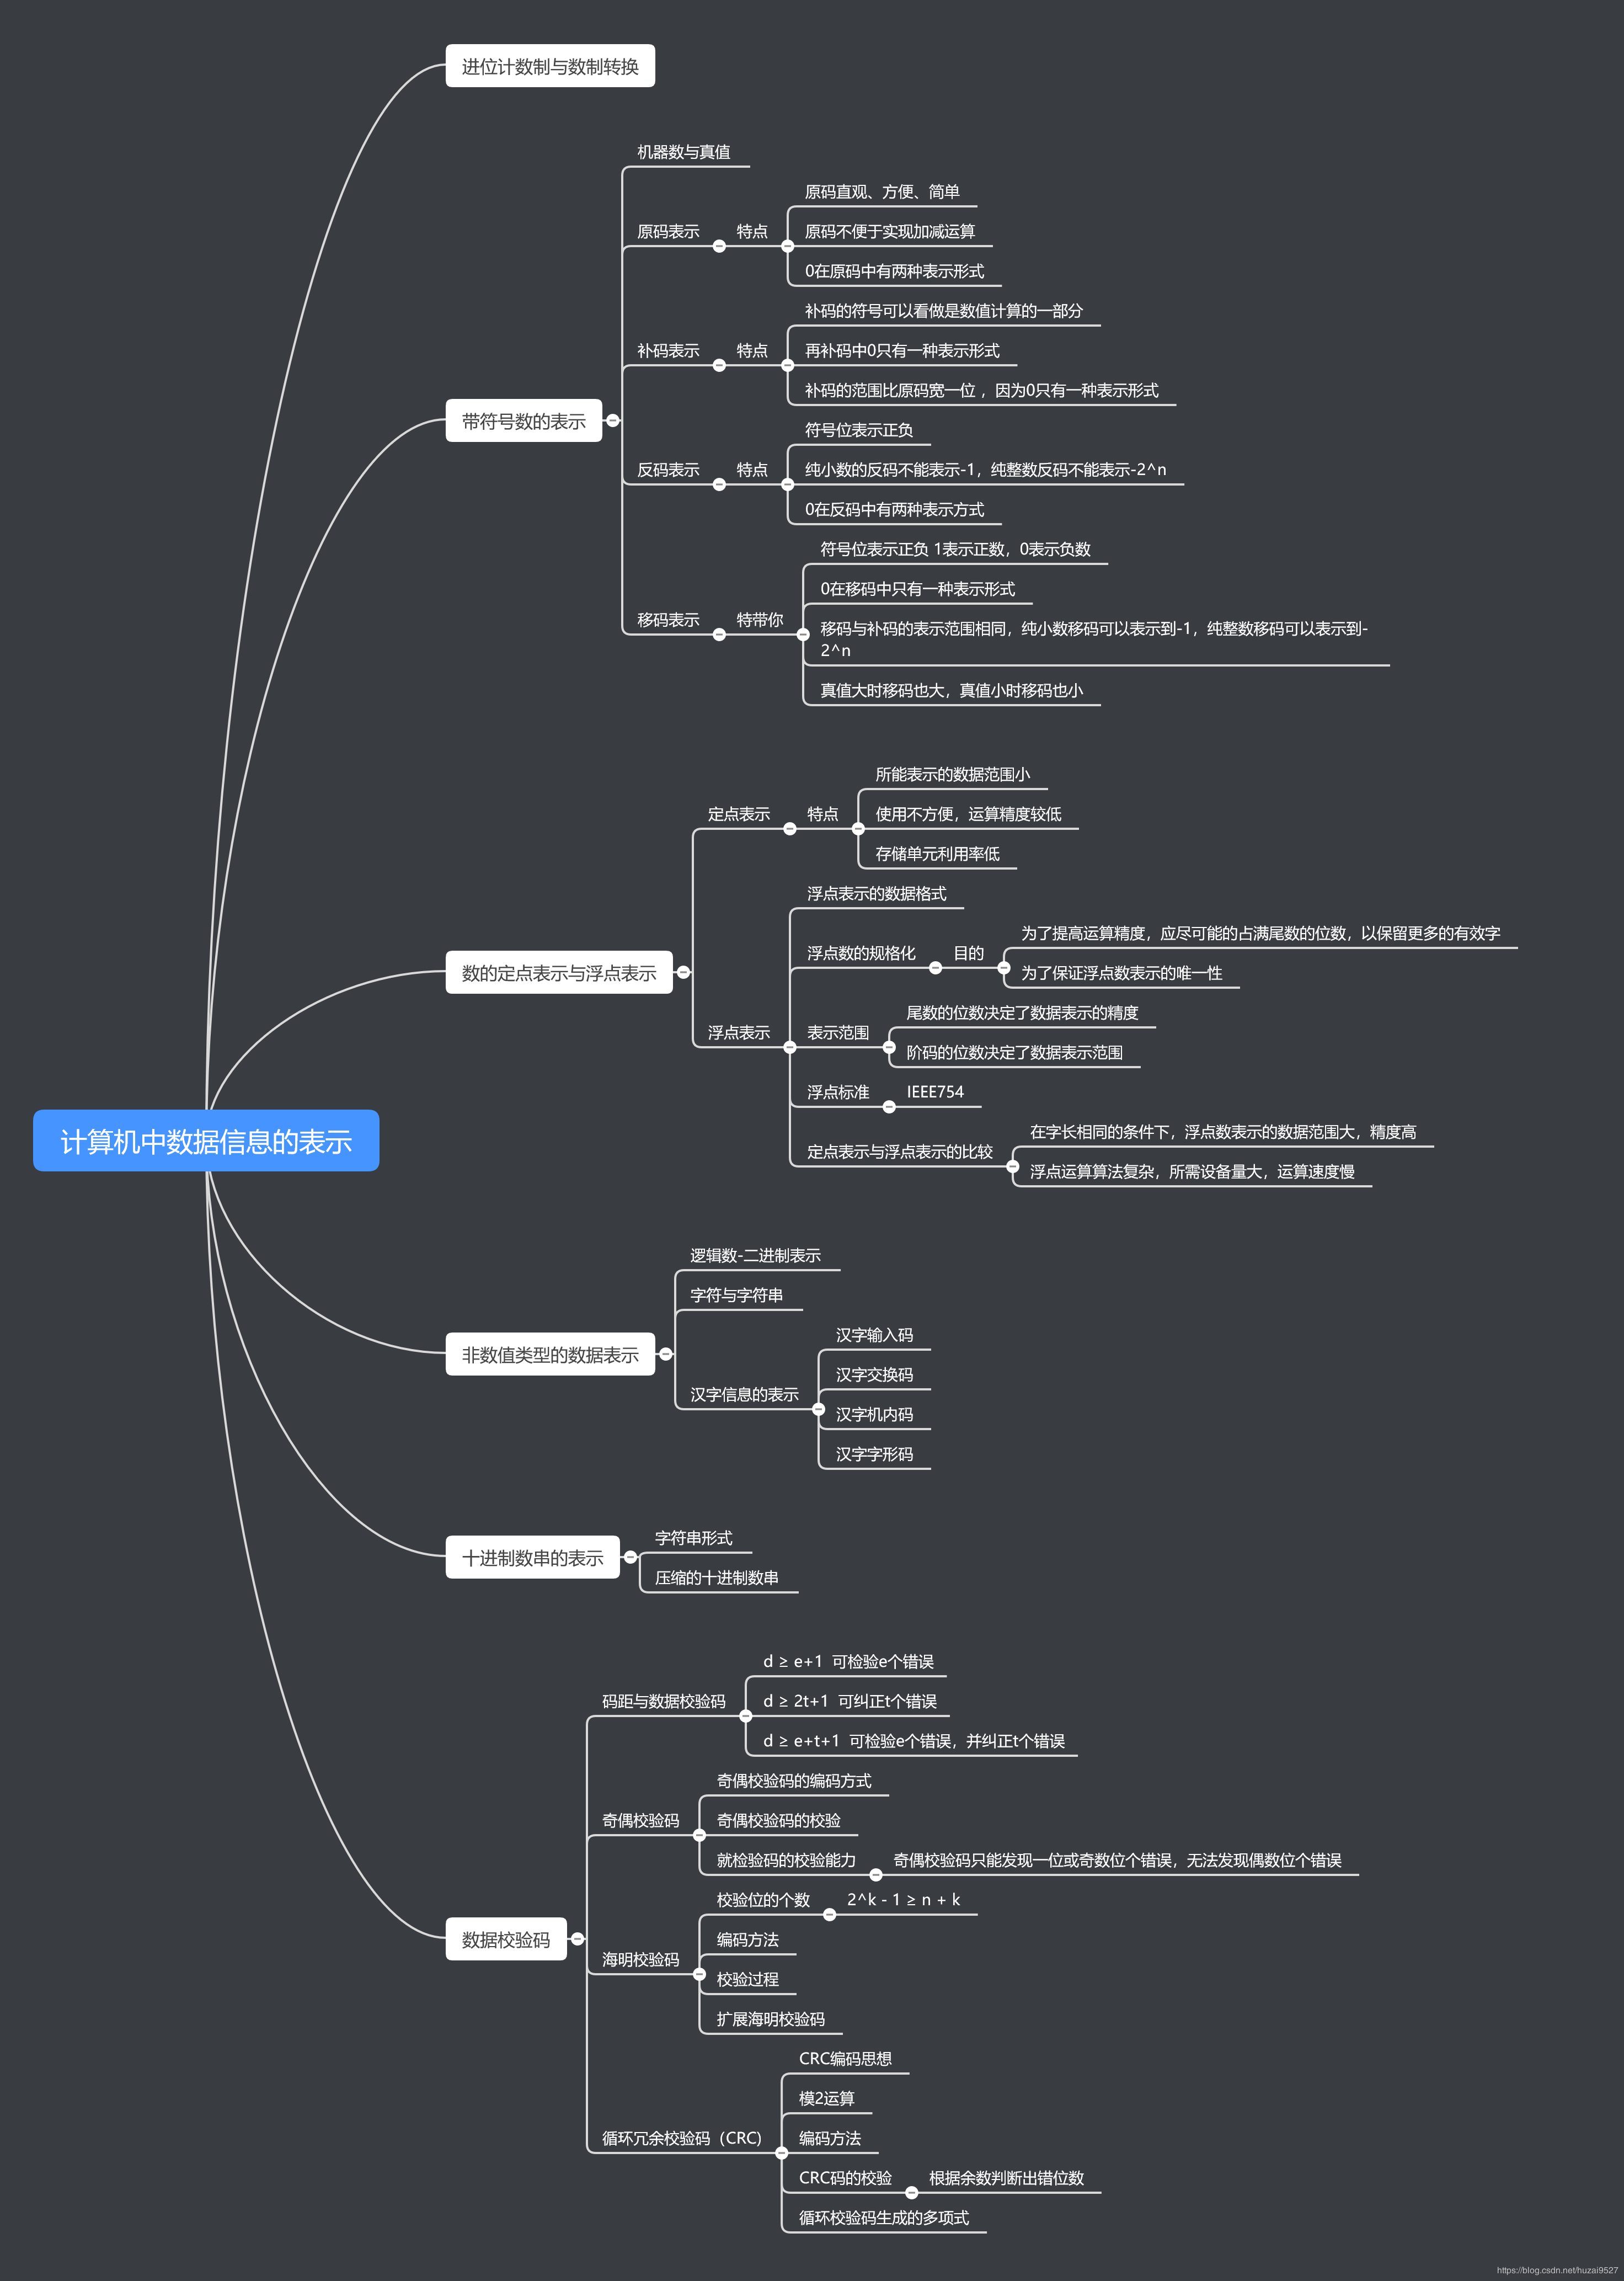 进位计数制与数制转换
机器数与真值
原码直观、方便、简单
原码表示
特点
原码不便于实现加减运算
0在原码中有两种表示形式
补码的符号可以看做是数值计算的一部分
补码表示
特点
再补码中0只有一种表示形式
补码的范围比原码宽一位 ，因为0只有一种表示形式
带符号数的表示
符号位表示正负
反码表示
特点
纯小数的反码不能表示-1，纯整数反码不能表示-2^n
0在反码中有两种表示方式
符号位表示正负 1表示正数，0表示负数
0在移码中只有一种表示形式
移码表示
特带你
移码与补码的表示范围相同，纯小数移码可以表示到-1，纯整数移码可以表示到-
2^n
真值大时移码也大，真值小时移码也小
所能表示的数据范围小
定点表示
特点
使用不方便，运算精度较低
存储单元利用率低
浮点表示的数据格式
为了提高运算精度，应尽可能的占满尾数的位数，以保留更多的有效字
浮点数的规格化
目的
为了保证浮点数表示的唯一性
数的定点表示与浮点表示
尾数的位数决定了数据表示的精度
浮点表示
表示范围
阶码的位数决定了数据表示范围
浮点标准
IEEE754
在字长相同的条件下，浮点数表示的数据范围大，精度高
定点表示与浮点表示的比较
浮点运算算法复杂，所需设备量大，运算速度慢
计算机中数据信息的表示
逻辑数-二进制表示
字符与字符串
非数值类型的数据表示
汉字输入码
汉字交换码
汉字信息的表示
汉字机内码
汉字字形码
字符串形式
十进制数串的表示
压缩的十进制数串
d ≥ e+1  可检验e个错误
码距与数据校验码
d ≥ 2t+1  可纠正t个错误
d ≥ e+t+1  可检验e个错误，并纠正t个错误
奇偶校验码的编码方式
奇偶校验码
奇偶校验码的校验
就检验码的校验能力
奇偶校验码只能发现一位或奇数位个错误，无法发现偶数位个错误
校验位的个数
2^k - 1 ≥ n + k
数据校验码
编码方法
海明校验码
校验过程
扩展海明校验码
CRC编码思想
模2运算
循环冗余校验码（CRC）
编码方法
CRC码的校验
根据余数判断出错位数
循环校验码生成的多项式
https://blog.csdn.net/huzai9527